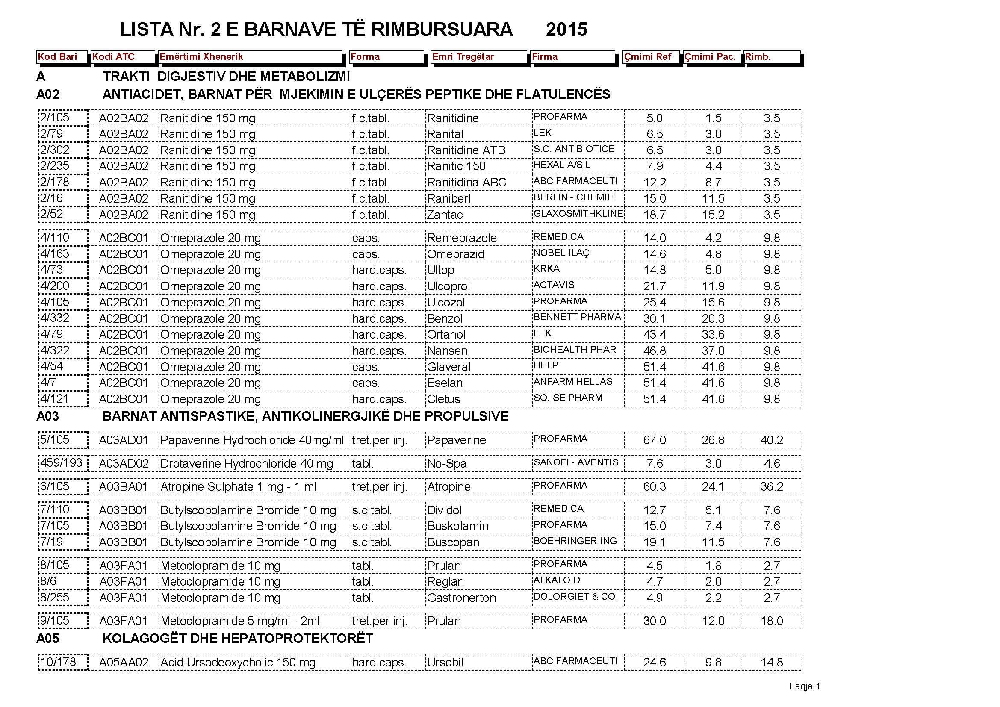 LISTA Nr. 2 E BARNAVE TË RIMBURSUARA 2015
Kod Bari Kodi ATC Emërtimi Xhenerik Forma Emri Tregëtar Firma Çmimi Ref Çmimi Pac. Rimb.
A TRAKTI DIGJESTIV DHE METABOLIZMI
A02 ANTIACIDET, BARNAT PËR MJEKIMIN E ULÇERËS PEPTIKE DHE FLATULENCËS
2/105 A02BA02 Ranitidine 150 mg f.c.tabl. Ranitidine PROFARMA 5.0 1.5 3.5
2/79 A02BA02 Ranitidine 150 mg f.c.tabl. Ranital LEK 6.5 3.0 3.5
2/302 A02BA02 Ranitidine 150 mg f.c.tabl. Ranitidine ATB S.C. ANTIBIOTICE 6.5 3.0 3.5
2/235 A02BA02 Ranitidine 150 mg f.c.tabl. Ranitic 150 HEXAL A/S,L 7.9 4.4 3.5
2/178 A02BA02 Ranitidine 150 mg f.c.tabl. Ranitidina ABC ABC FARMACEUTI 12.2 8.7 3.5
2/16 A02BA02 Ranitidine 150 mg f.c.tabl. Raniberl BERLIN - CHEMIE 15.0 11.5 3.5
2/52 A02BA02 Ranitidine 150 mg f.c.tabl. Zantac GLAXOSMITHKLINE 18.7 15.2 3.5
4/110 A02BC01 Omeprazole 20 mg caps. Remeprazole REMEDICA 14.0 4.2 9.8
4/163 A02BC01 Omeprazole 20 mg caps. Omeprazid NOBEL ILAÇ 14.6 4.8 9.8
4/73 A02BC01 Omeprazole 20 mg hard.caps. Ultop KRKA 14.8 5.0 9.8
4/200 A02BC01 Omeprazole 20 mg hard.caps. Ulcoprol ACTAVIS 21.7 11.9 9.8
4/105 A02BC01 Omeprazole 20 mg hard.caps. Ulcozol PROFARMA 25.4 15.6 9.8
4/332 A02BC01 Omeprazole 20 mg hard.caps. Benzol BENNETT PHARMA 30.1 20.3 9.8
4/79 A02BC01 Omeprazole 20 mg hard.caps. Ortanol LEK 43.4 33.6 9.8
4/322 A02BC01 Omeprazole 20 mg hard.caps. Nansen BIOHEALTH PHAR 46.8 37.0 9.8
4/54 A02BC01 Omeprazole 20 mg caps. Glaveral HELP 51.4 41.6 9.8
4/7 A02BC01 Omeprazole 20 mg caps. Eselan ANFARM HELLAS 51.4 41.6 9.8
4/121 A02BC01 Omeprazole 20 mg hard.caps. Cletus SO. SE PHARM 51.4 41.6 9.8
A03 BARNAT ANTISPASTIKE, ANTIKOLINERGJIKË DHE PROPULSIVE
5/105 A03AD01 Papaverine Hydrochloride 40mg/ml tret.per inj. Papaverine PROFARMA 67.0 26.8 40.2
459/193 A03AD02 Drotaverine Hydrochloride 40 mg tabl. No-Spa SANOFI - AVENTIS 7.6 3.0 4.6
6/105 A03BA01 Atropine Sulphate 1 mg - 1 ml tret.per inj. Atropine PROFARMA 60.3 24.1 36.2
7/110 A03BB01 Butylscopolamine Bromide 10 mg s.c.tabl. Dividol REMEDICA 12.7 5.1 7.6
7/105 A03BB01 Butylscopolamine Bromide 10 mg s.c.tabl. Buskolamin PROFARMA 15.0 7.4 7.6
7/19 A03BB01 Butylscopolamine Bromide 10 mg s.c.tabl. Buscopan BOEHRINGER ING 19.1 11.5 7.6
8/105 A03FA01 Metoclopramide 10 mg tabl. Prulan PROFARMA 4.5 1.8 2.7
8/6 A03FA01 Metoclopramide 10 mg tabl. Reglan ALKALOID 4.7 2.0 2.7
8/255 A03FA01 Metoclopramide 10 mg tabl. Gastronerton DOLORGIET & CO. 4.9 2.2 2.7
9/105 A03FA01 Metoclopramide 5 mg/ml - 2ml tret.per inj. Prulan PROFARMA 30.0 12.0 18.0
A05 KOLAGOGËT DHE HEPATOPROTEKTORËT
10/178 A05AA02 Acid Ursodeoxycholic 150 mg hard.caps. Ursobil ABC FARMACEUTI 24.6 9.8 14.8
Faqja 1